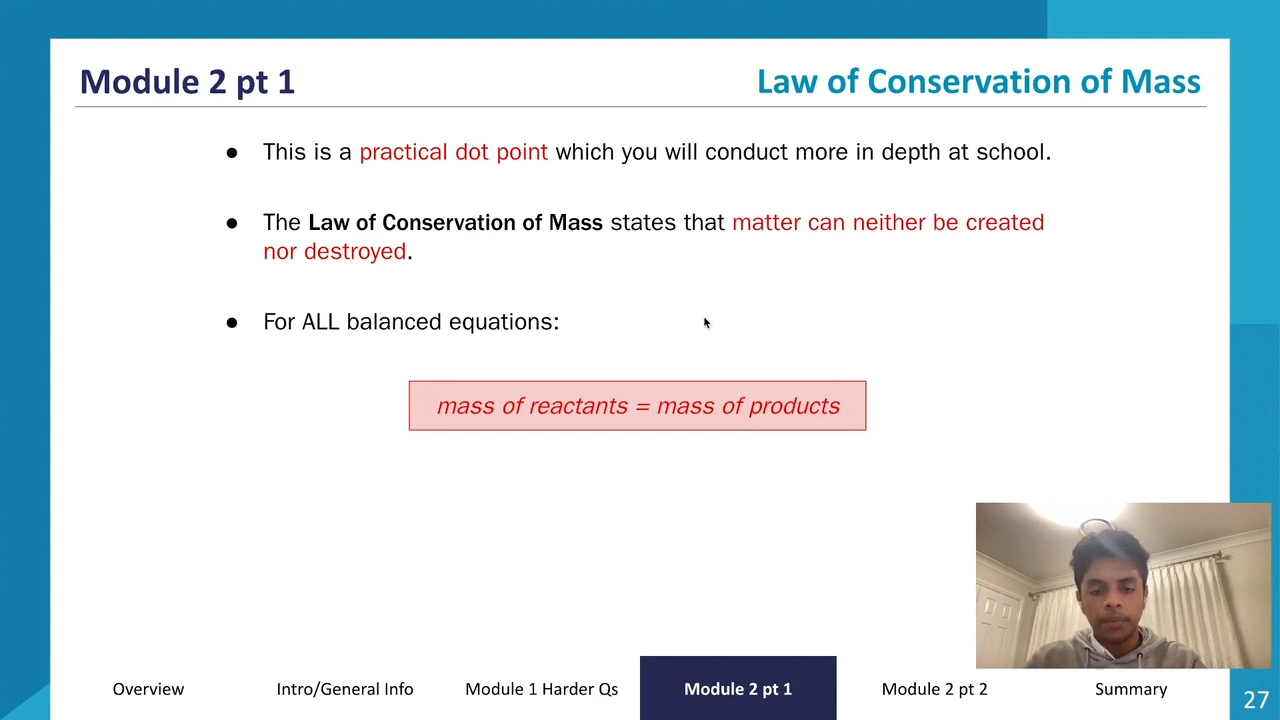 Module 2 pt 1
Law of Conservation of Mass
● This is a practical dot point which you will conduct more in depth at school.
● The Law of Conservation of Mass states that matter can neither be created
nor destroyed.
● For ALL balanced equations:
mass of reactants = mass of products
Overview
Intro/General Info
Module 1 Harder Qs
Module 2 pt 1
Module 2 pt 2
Summary
27